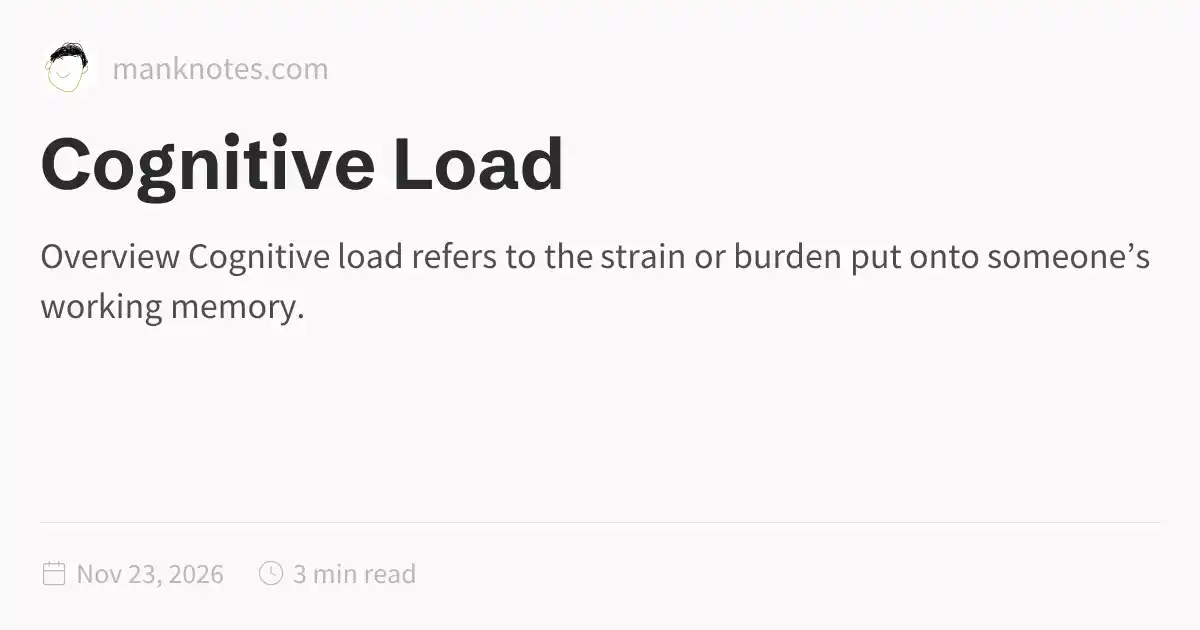 manknotes.com
Cognitive Load
Overview Cognitive load refers to the strain or burden put onto someone’s
working memory.
Nov 23, 2026 3 min read